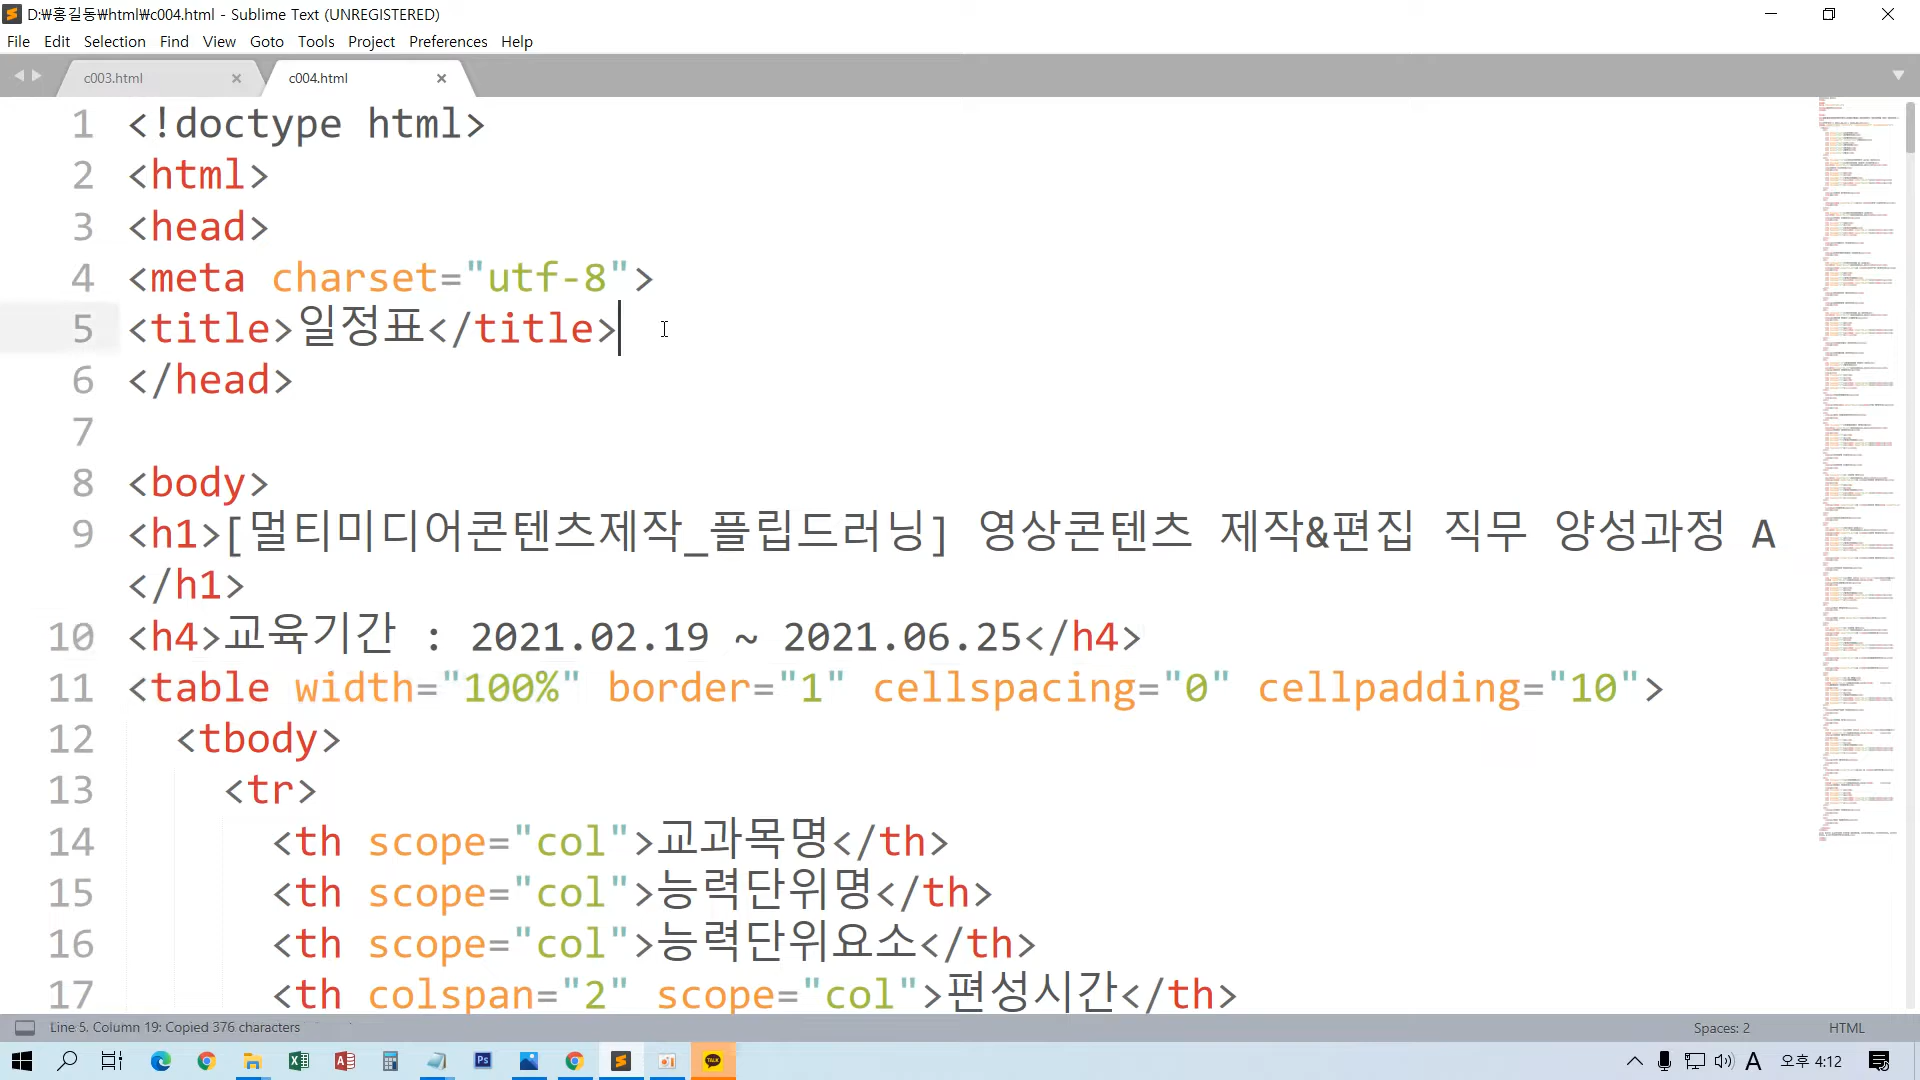 D:\홍길동\html\c004.html - Sublime Text (UNREGISTERED)
File Edit Selection Find View Goto Tools Project Preferences Help
c003.html
c004.html
1 <!doctype html>
2 <html>
3 <head>
4 <meta charset="utf-8">
5 <title>일정표</title>
6 </head>
7
8 <body>
9 <h1>[멀티미디어콘텐츠제작_플립드러닝] 영상콘텐츠 제작&편집 직무 양성과정 A
</h1>
10 <h4>교육기간 : 2021.02.19 ~ 2021.06.25</h4>
11 <table width="100%" border="1" cellspacing="0" cellpadding="10">
12 <tbody>
13 <tr>
14 <th scope="col">교과목명</th>
15 <th scope="col">능력단위명</th>
16 <th scope="col">능력단위요소</th>
17 <th colspan="2" scope="col">편성시간</th>
Line 5, Column 19; Copied 376 characters
Spaces: 2
HTML
Ps
TALK
A
오후 4:12